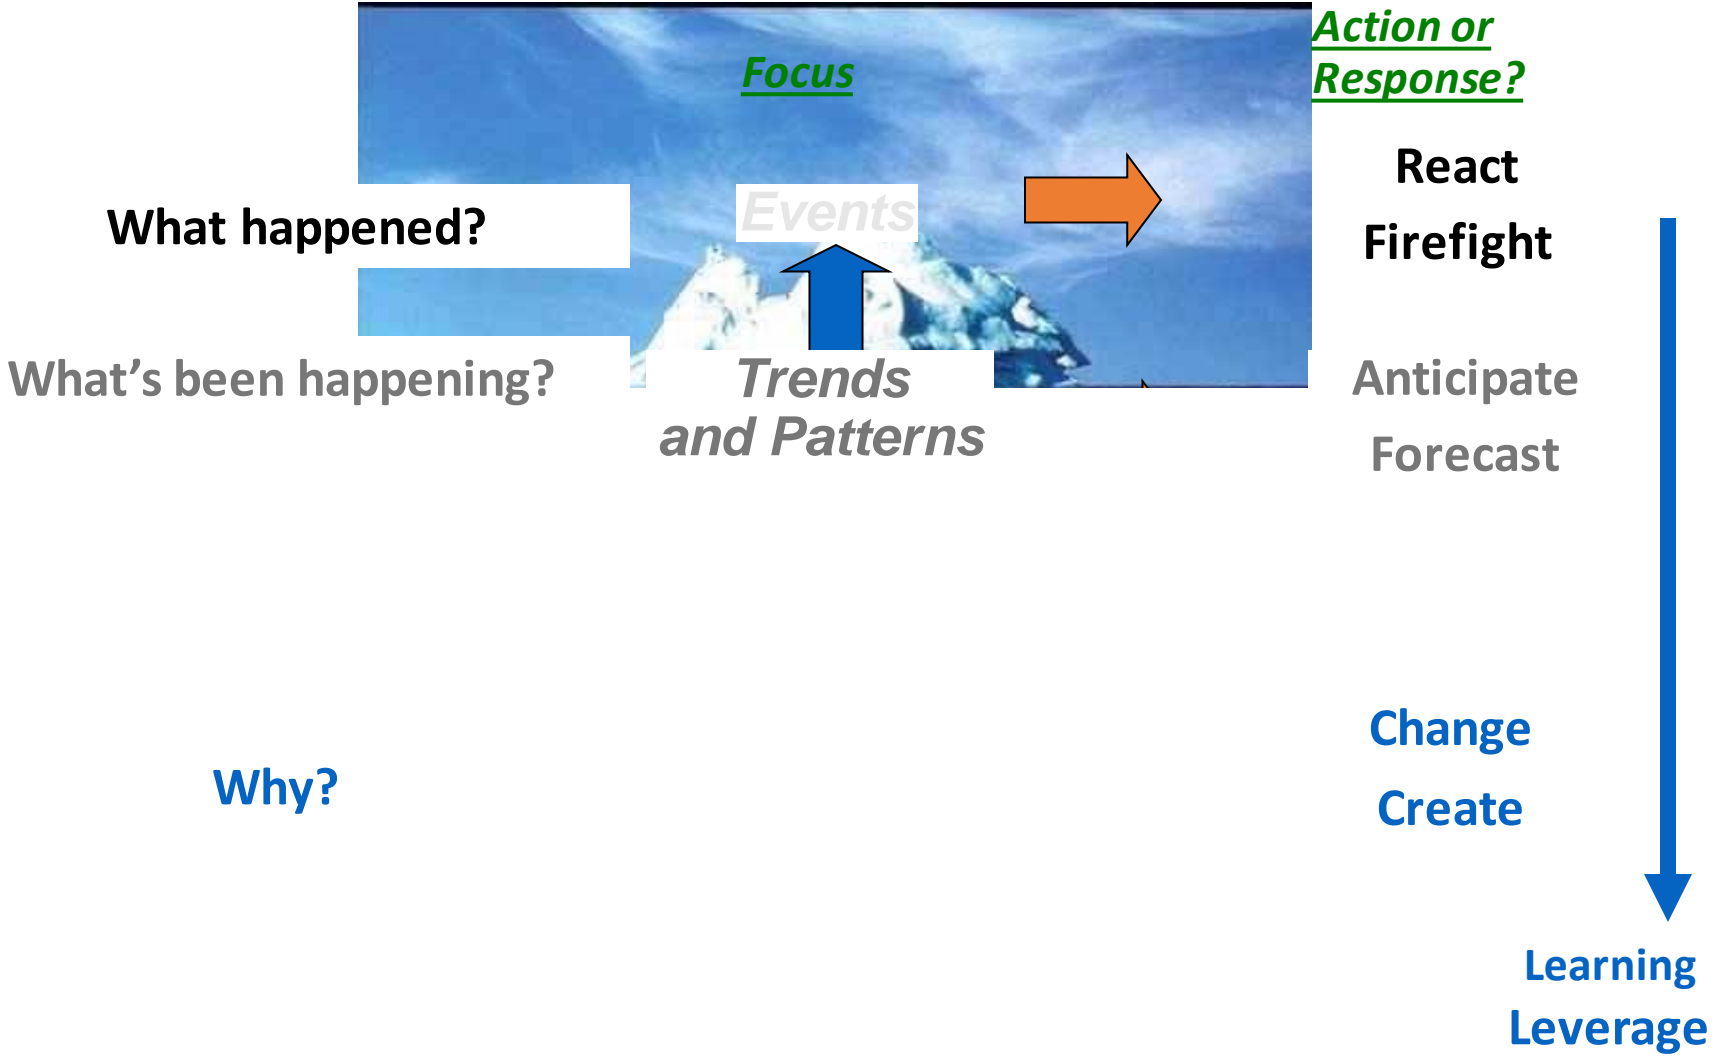 Focus
Action or
Response?
What happened?
Events
React
Firefight
What’s been happening?
Trends
and Patterns
Anticipate
Forecast
Why?
Change
Create
Learning
Leverage